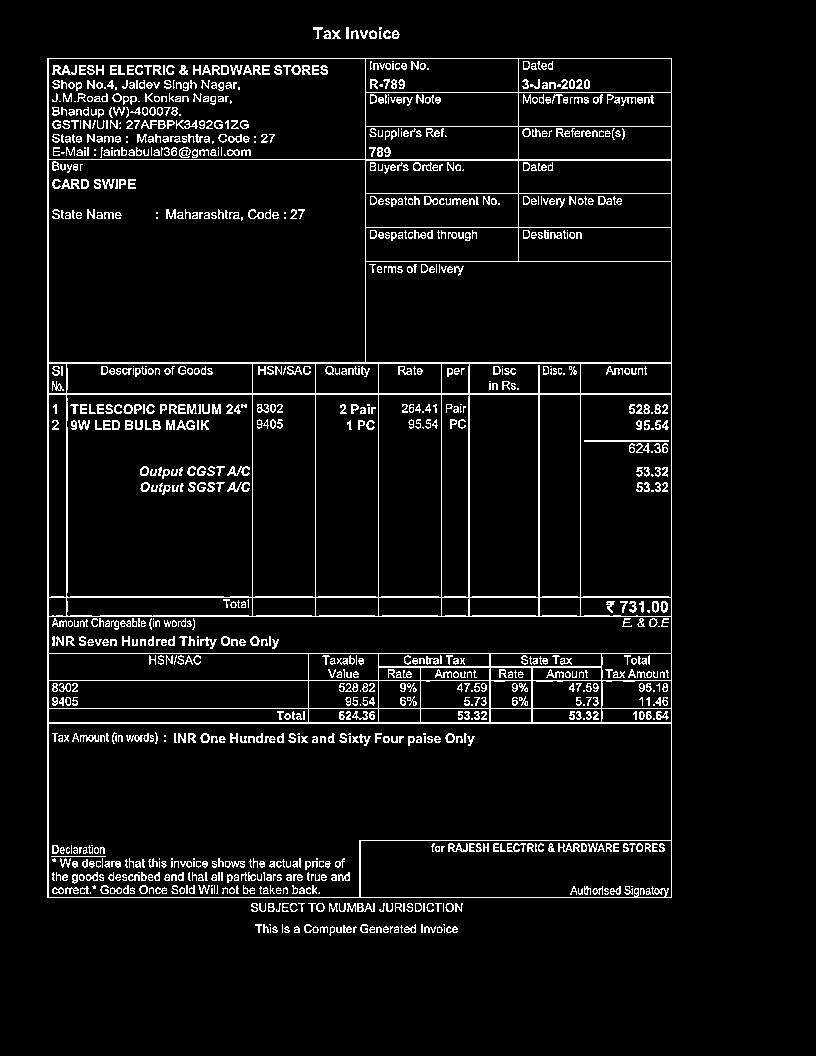 Tax Invoice
RAJESH ELECTRIC & HARDWARE STORES
Shop No.4, Jaldev Singh Nagar,
J.M.Road Opp. Konkan Nagar,
Bhandup (W)-400078.
GSTIN/UIN: 27AFBPK3492G1ZG
State Name : Maharashtra, Code : 27
E-Mail : jainbabulal36@gmail.com
Invoice No.
R-789
Dated
3-Jan-2020
Delivery Note
Mode/Terms of Payment
Supplier's Ref.
789
Other Reference(s)
Buyer
CARD SWIPE
State Name : Maharashtra, Code : 27
Buyer's Order No.
Dated
Despatch Document No.
Delivery Note Date
Despatched through
Destination
Terms of Delivery
Sl No. Description of Goods HSN/SAC Quantity Rate per Disc in Rs. Disc. % Amount
1 TELESCOPIC PREMIUM 24" 8302 2 Pair 264.41 Pair 528.82
2 9W LED BULB MAGIK 9405 1 PC 95.54 PC 95.54
624.36
Output CGST A/C 53.32
Output SGST A/C 53.32
Total ₹ 731.00
Amount Chargeable (in words) E. & O.E
INR Seven Hundred Thirty One Only
HSN/SAC Taxable Value Central Tax State Tax Total Tax Amount
Rate Amount Rate Amount
8302 528.82 9% 47.59 9% 47.59 95.18
9405 95.54 6% 5.73 6% 5.73 11.46
Total 624.36 53.32 53.32 106.64
Tax Amount (in words) : INR One Hundred Six and Sixty Four paise Only
Declaration
* We declare that this invoice shows the actual price of
the goods described and that all particulars are true and
correct.* Goods Once Sold Will not be taken back.
for RAJESH ELECTRIC & HARDWARE STORES
Authorised Signatory
SUBJECT TO MUMBAI JURISDICTION
This is a Computer Generated Invoice